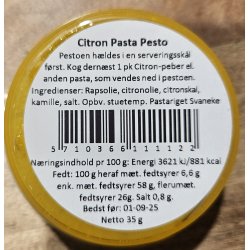 Citron Pasta Pesto
Pestoen hældes i en serveringsskål
først. Kog dernæst 1 pk Citron-peber el.
anden pasta, som vendes ned i pestoen.
Ingredienser: Rapsolie, citronolie, citronskal,
kamille, salt. Opbv. stuetemp. Pastariget Svaneke
5 710366 111122
Næringsindhold pr 100 g: Energi 3621 kj/881 kcal
Fedt: 100 g heraf mæt. fedtsyrer 6,6 g
enk. mæt. fedtsyrer 58 g, flerumæt.
fedtsyrer 26g. Salt 0,8 g.
Bedst før: 01-09-25
Netto 35 g